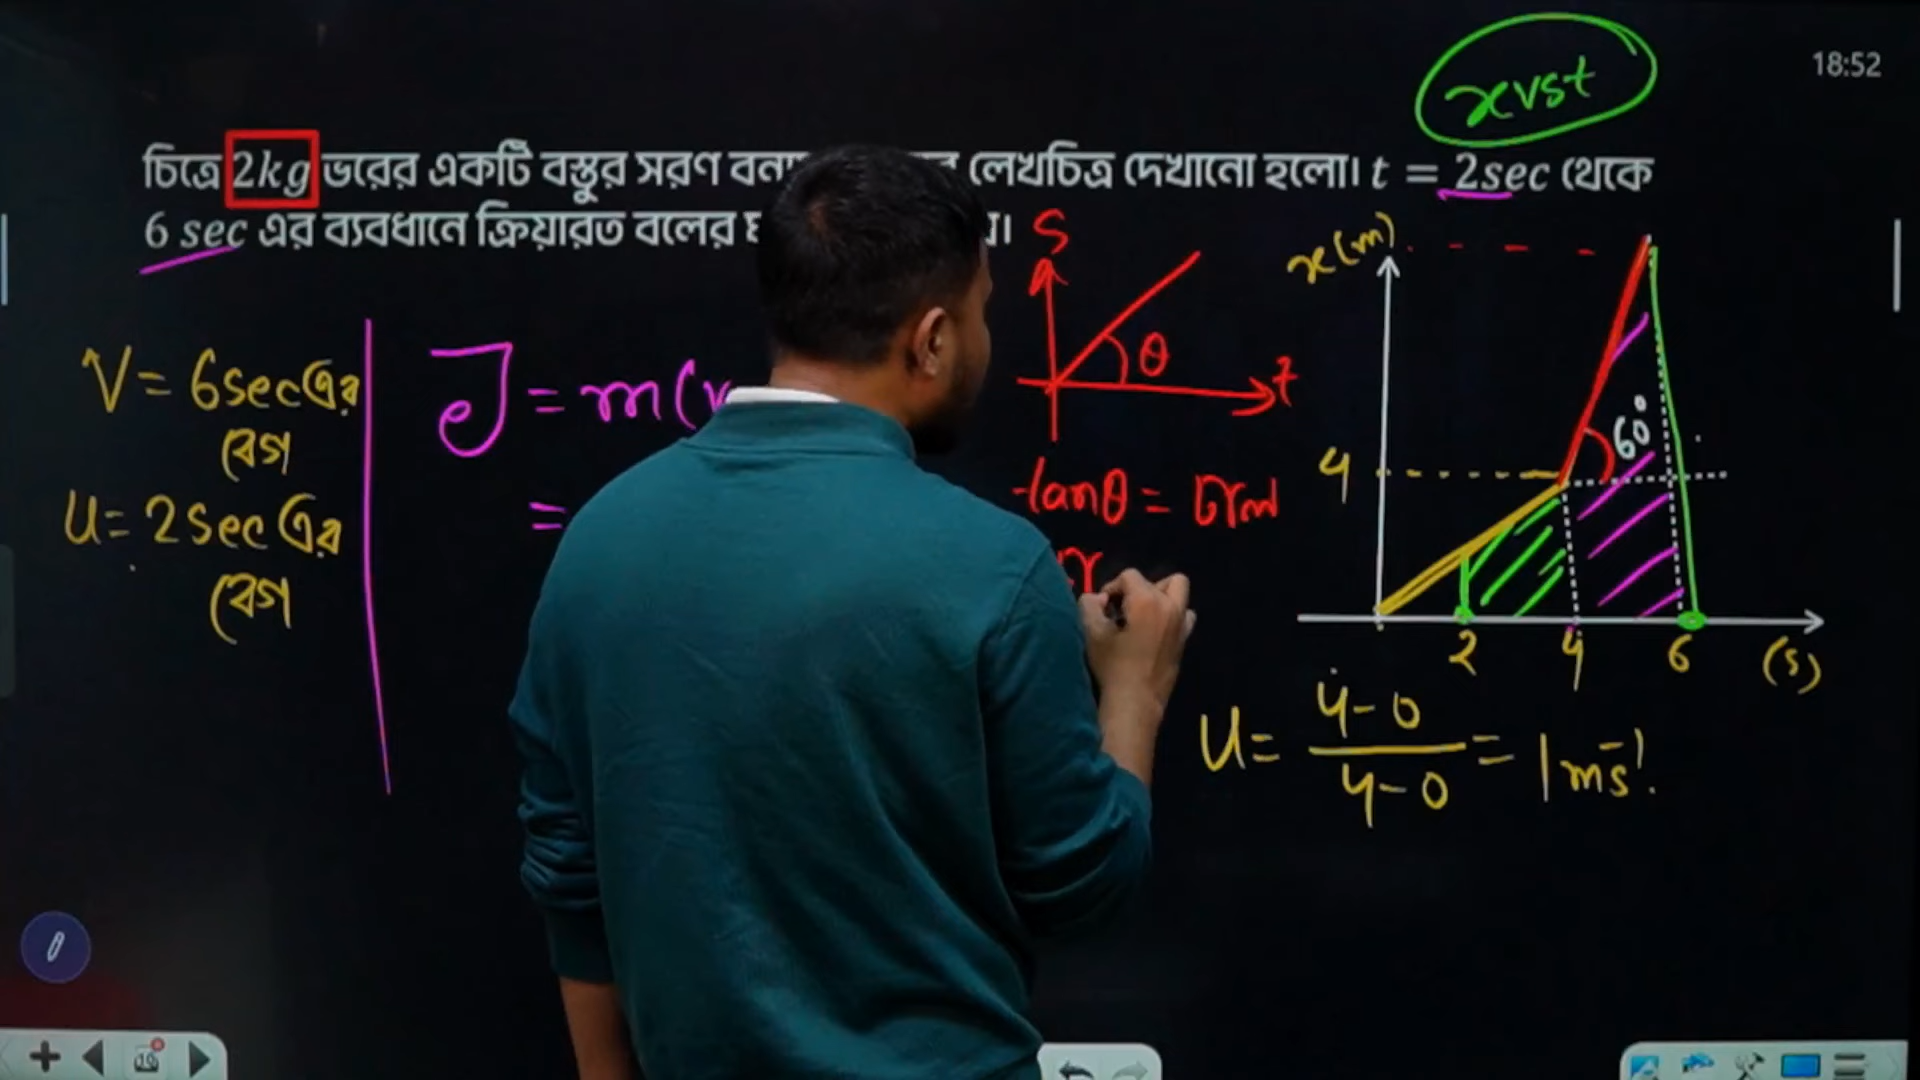 xvst
18:52
চিত্রে 2kg ভরের একটি বস্তুর সরণ লেখচিত্র দেখানো হলো। t = 2sec থেকে
6 sec এর ব্যবধানে ক্রিয়ারত বলের
S
x(m)
V = 6sec এর
বেগ
J = m(v
θ
t
60°
4
U = 2sec এর
বেগ
=
tanθ =
2
4
6
(s)
U = 4-0 / 4-0 = 1ms⁻¹.